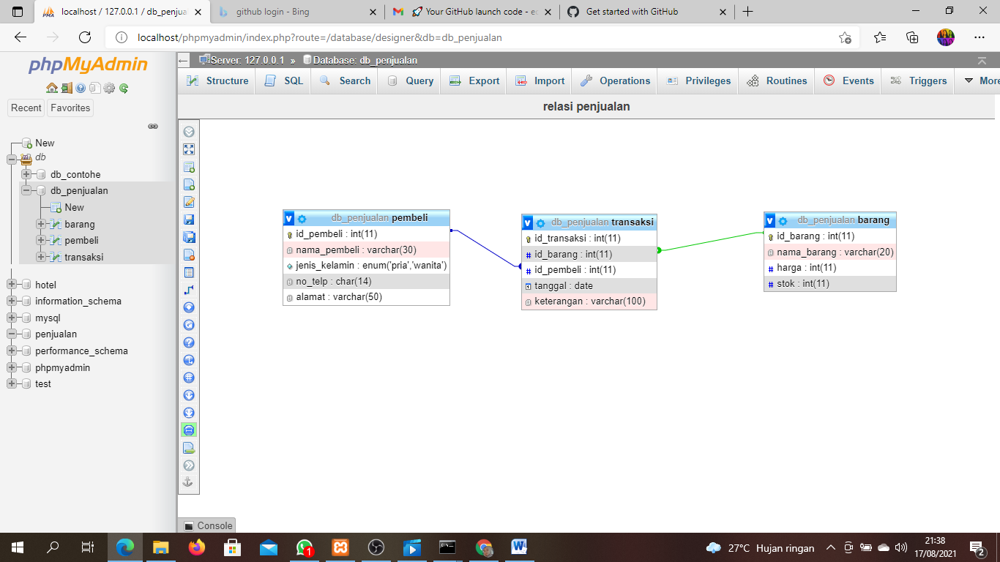 localhost / 127.0.0.1 / db_penjua
github login - Bing
Your GitHub launch code - e
Get started with GitHub
localhost/phpmyadmin/index.php?route=/database/designer&db=db_penjualan
phpMyAdmin
Recent
Favorites
New
db
db_contohe
db_penjualan
New
barang
pembeli
transaksi
hotel
information_schema
mysql
penjualan
performance_schema
phpmyadmin
test
Server: 127.0.0.1 » Database: db_penjualan
Structure
SQL
Search
Query
Export
Import
Operations
Privileges
Routines
Events
Triggers
More
relasi penjualan
v db_penjualan pembeli
id_pembeli : int(11)
nama_pembeli : varchar(30)
jenis_kelamin : enum('pria','wanita')
no_telp : char(14)
alamat : varchar(50)
v db_penjualan transaksi
id_transaksi : int(11)
# id_barang : int(11)
# id_pembeli : int(11)
tanggal : date
keterangan : varchar(100)
v db_penjualan barang
id_barang : int(11)
nama_barang : varchar(20)
# harga : int(11)
# stok : int(11)
Console
1
27°C Hujan ringan
21:38
17/08/2021
2